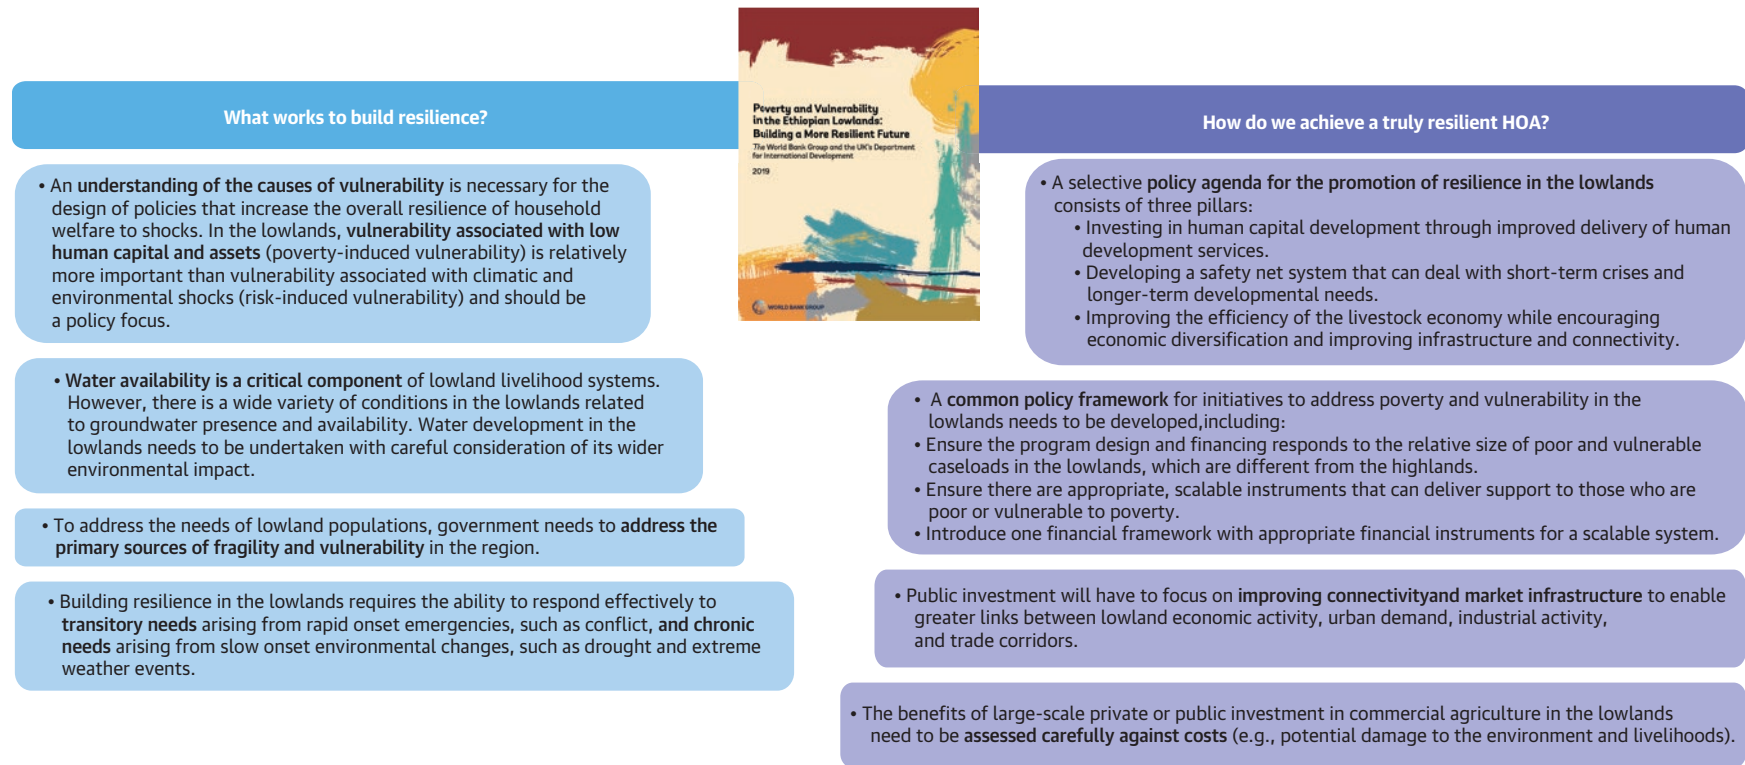 What works to build resilience?
• An understanding of the causes of vulnerability is necessary for the
design of policies that increase the overall resilience of household
welfare to shocks. In the lowlands, vulnerability associated with low
human capital and assets (poverty-induced vulnerability) is relatively
more important than vulnerability associated with climatic and
environmental shocks (risk-induced vulnerability) and should be
a policy focus.
• Water availability is a critical component of lowland livelihood systems.
However, there is a wide variety of conditions in the lowlands related
to groundwater presence and availability. Water development in the
lowlands needs to be undertaken with careful consideration of its wider
environmental impact.
• To address the needs of lowland populations, government needs to address the
primary sources of fragility and vulnerability in the region.
• Building resilience in the lowlands requires the ability to respond effectively to
transitory needs arising from rapid onset emergencies, such as conflict, and chronic
needs arising from slow onset environmental changes, such as drought and extreme
weather events.
Poverty and Vulnerability
in the Ethiopian Lowlands:
Building a More Resilient Future
The World Bank Group and the UK's Department
for International Development
2019
WORLD BANK GROUP
How do we achieve a truly resilient HOA?
• A selective policy agenda for the promotion of resilience in the lowlands
consists of three pillars:
• Investing in human capital development through improved delivery of human
development services.
• Developing a safety net system that can deal with short-term crises and
longer-term developmental needs.
• Improving the efficiency of the livestock economy while encouraging
economic diversification and improving infrastructure and connectivity.
• A common policy framework for initiatives to address poverty and vulnerability in the
lowlands needs to be developed,including:
• Ensure the program design and financing responds to the relative size of poor and vulnerable
caseloads in the lowlands, which are different from the highlands.
• Ensure there are appropriate, scalable instruments that can deliver support to those who are
poor or vulnerable to poverty.
• Introduce one financial framework with appropriate financial instruments for a scalable system.
• Public investment will have to focus on improving connectivityand market infrastructure to enable
greater links between lowland economic activity, urban demand, industrial activity,
and trade corridors.
• The benefits of large-scale private or public investment in commercial agriculture in the lowlands
need to be assessed carefully against costs (e.g., potential damage to the environment and livelihoods).